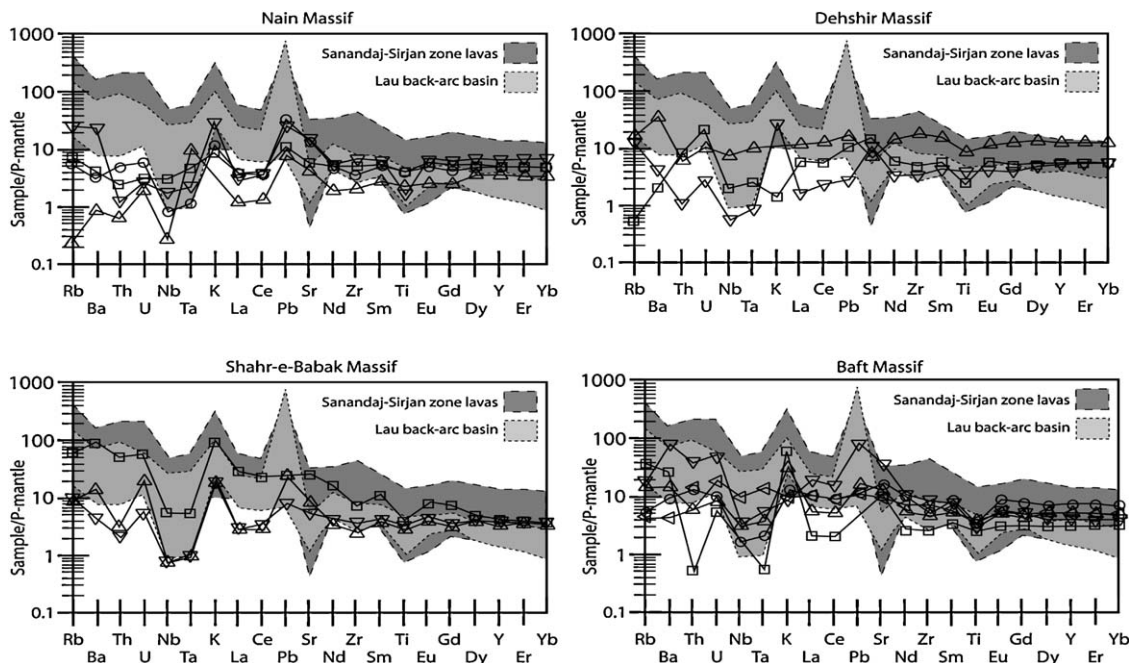 Nain Massif
1000
100
10
1
0.1
Sample/P-mantle
Sanandaj-Sirjan zone lavas
Lau back-arc basin
Rb Th Nb K Ce Sr Zr Ti Gd Y Yb
Ba U Ta La Pb Nd Sm Eu Dy Er
Dehshir Massif
1000
100
10
1
0.1
Sample/P-mantle
Sanandaj-Sirjan zone lavas
Lau back-arc basin
Rb Th Nb K Ce Sr Zr Ti Gd Y Yb
Ba U Ta La Pb Nd Sm Eu Dy Er
Shahr-e-Babak Massif
1000
100
10
1
0.1
Sample/P-mantle
Sanandaj-Sirjan zone lavas
Lau back-arc basin
Rb Th Nb K Ce Sr Zr Ti Gd Y Yb
Ba U Ta La Pb Nd Sm Eu Dy Er
Baft Massif
1000
100
10
1
0.1
Sample/P-mantle
Sanandaj-Sirjan zone lavas
Lau back-arc basin
Rb Th Nb K Ce Sr Zr Ti Gd Y Yb
Ba U Ta La Pb Nd Sm Eu Dy Er